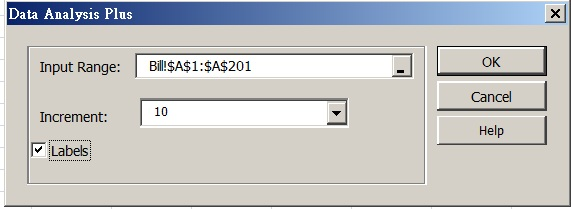 Data Analysis Plus
Input Range: Bill!$A$1:$A$201
OK
Cancel
Increment: 10
Help
Labels